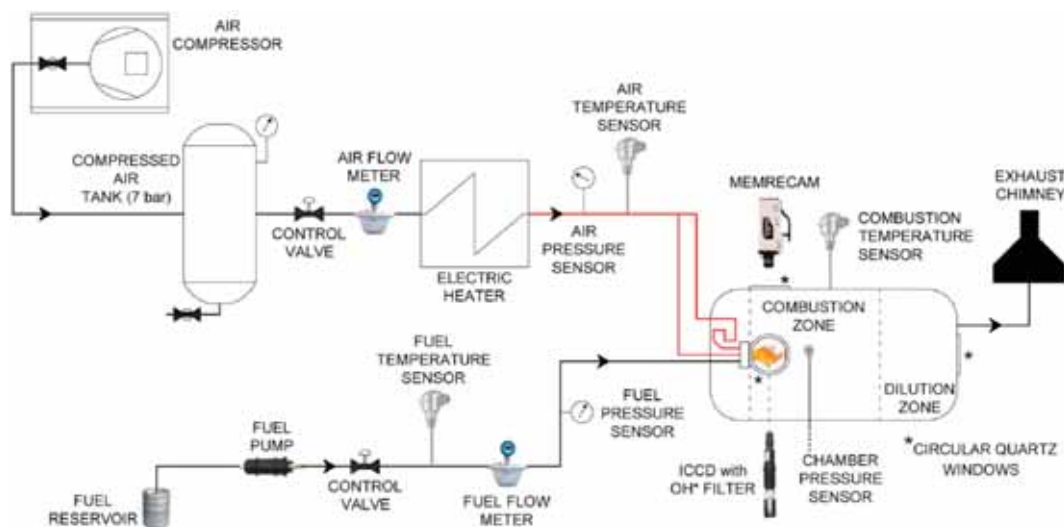 AIR
COMPRESSOR
COMPRESSED
AIR
TANK (7 bar)
CONTROL
VALVE
AIR FLOW
METER
ELECTRIC
HEATER
AIR
PRESSURE
SENSOR
AIR
TEMPERATURE
SENSOR
MEMRECAM
*
COMBUSTION
TEMPERATURE
SENSOR
EXHAUST
CHIMNEY
COMBUSTION
ZONE
*
*
DILUTION
ZONE
*CIRCULAR QUARTZ
WINDOWS
FUEL
TEMPERATURE
SENSOR
FUEL
PRESSURE
SENSOR
FUEL
PUMP
FUEL
RESERVOIR
CONTROL
VALVE
FUEL FLOW
METER
ICCD with
OH* FILTER
CHAMBER
PRESSURE
SENSOR